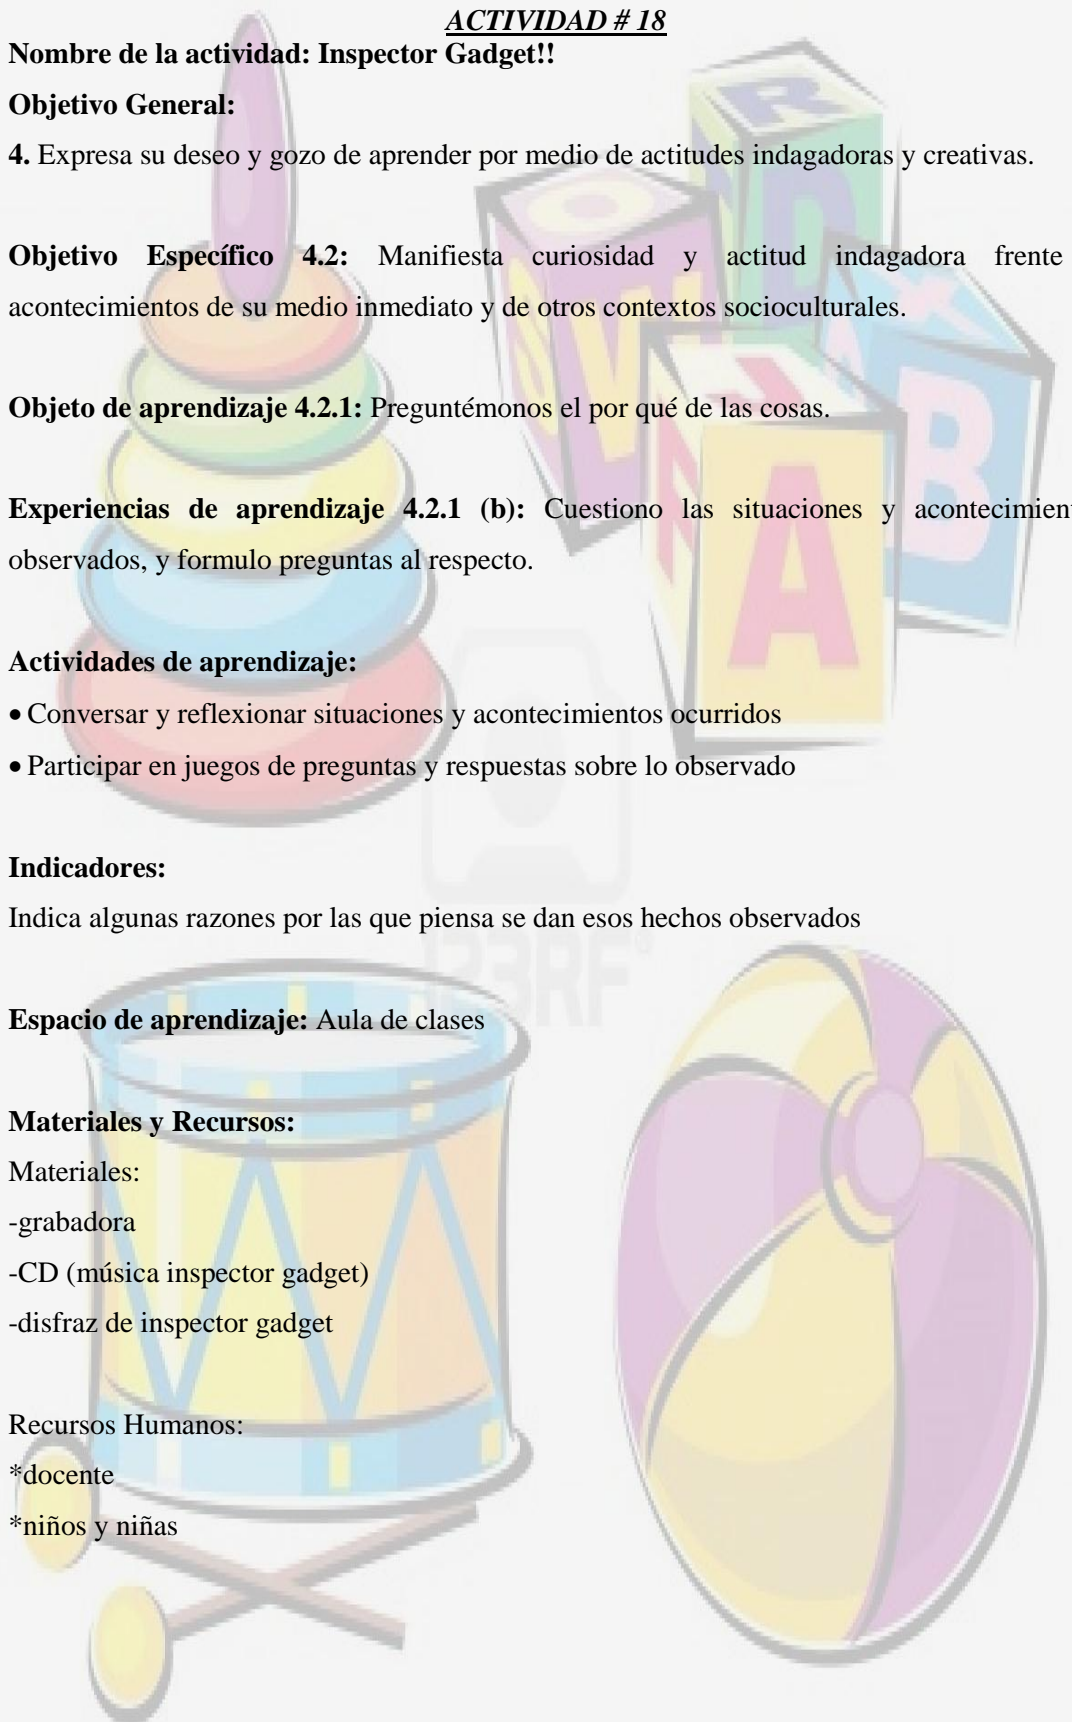 ACTIVIDAD # 18
Nombre de la actividad: Inspector Gadget!!
Objetivo General:
4. Expresa su deseo y gozo de aprender por medio de actitudes indagadoras y creativas.
Objetivo Específico 4.2: Manifiesta curiosidad y actitud indagadora frente
acontecimientos de su medio inmediato y de otros contextos socioculturales.
Objeto de aprendizaje 4.2.1: Preguntémonos el por qué de las cosas.
Experiencias de aprendizaje 4.2.1 (b): Cuestiono las situaciones y acontecimient
observados, y formulo preguntas al respecto.
Actividades de aprendizaje:
• Conversar y reflexionar situaciones y acontecimientos ocurridos
• Participar en juegos de preguntas y respuestas sobre lo observado
Indicadores:
Indica algunas razones por las que piensa se dan esos hechos observados
123RF
Espacio de aprendizaje: Aula de clases
Materiales y Recursos:
Materiales:
-grabadora
-CD (música inspector gadget)
-disfraz de inspector gadget
Recursos Humanos:
*docente
*niños y niñas